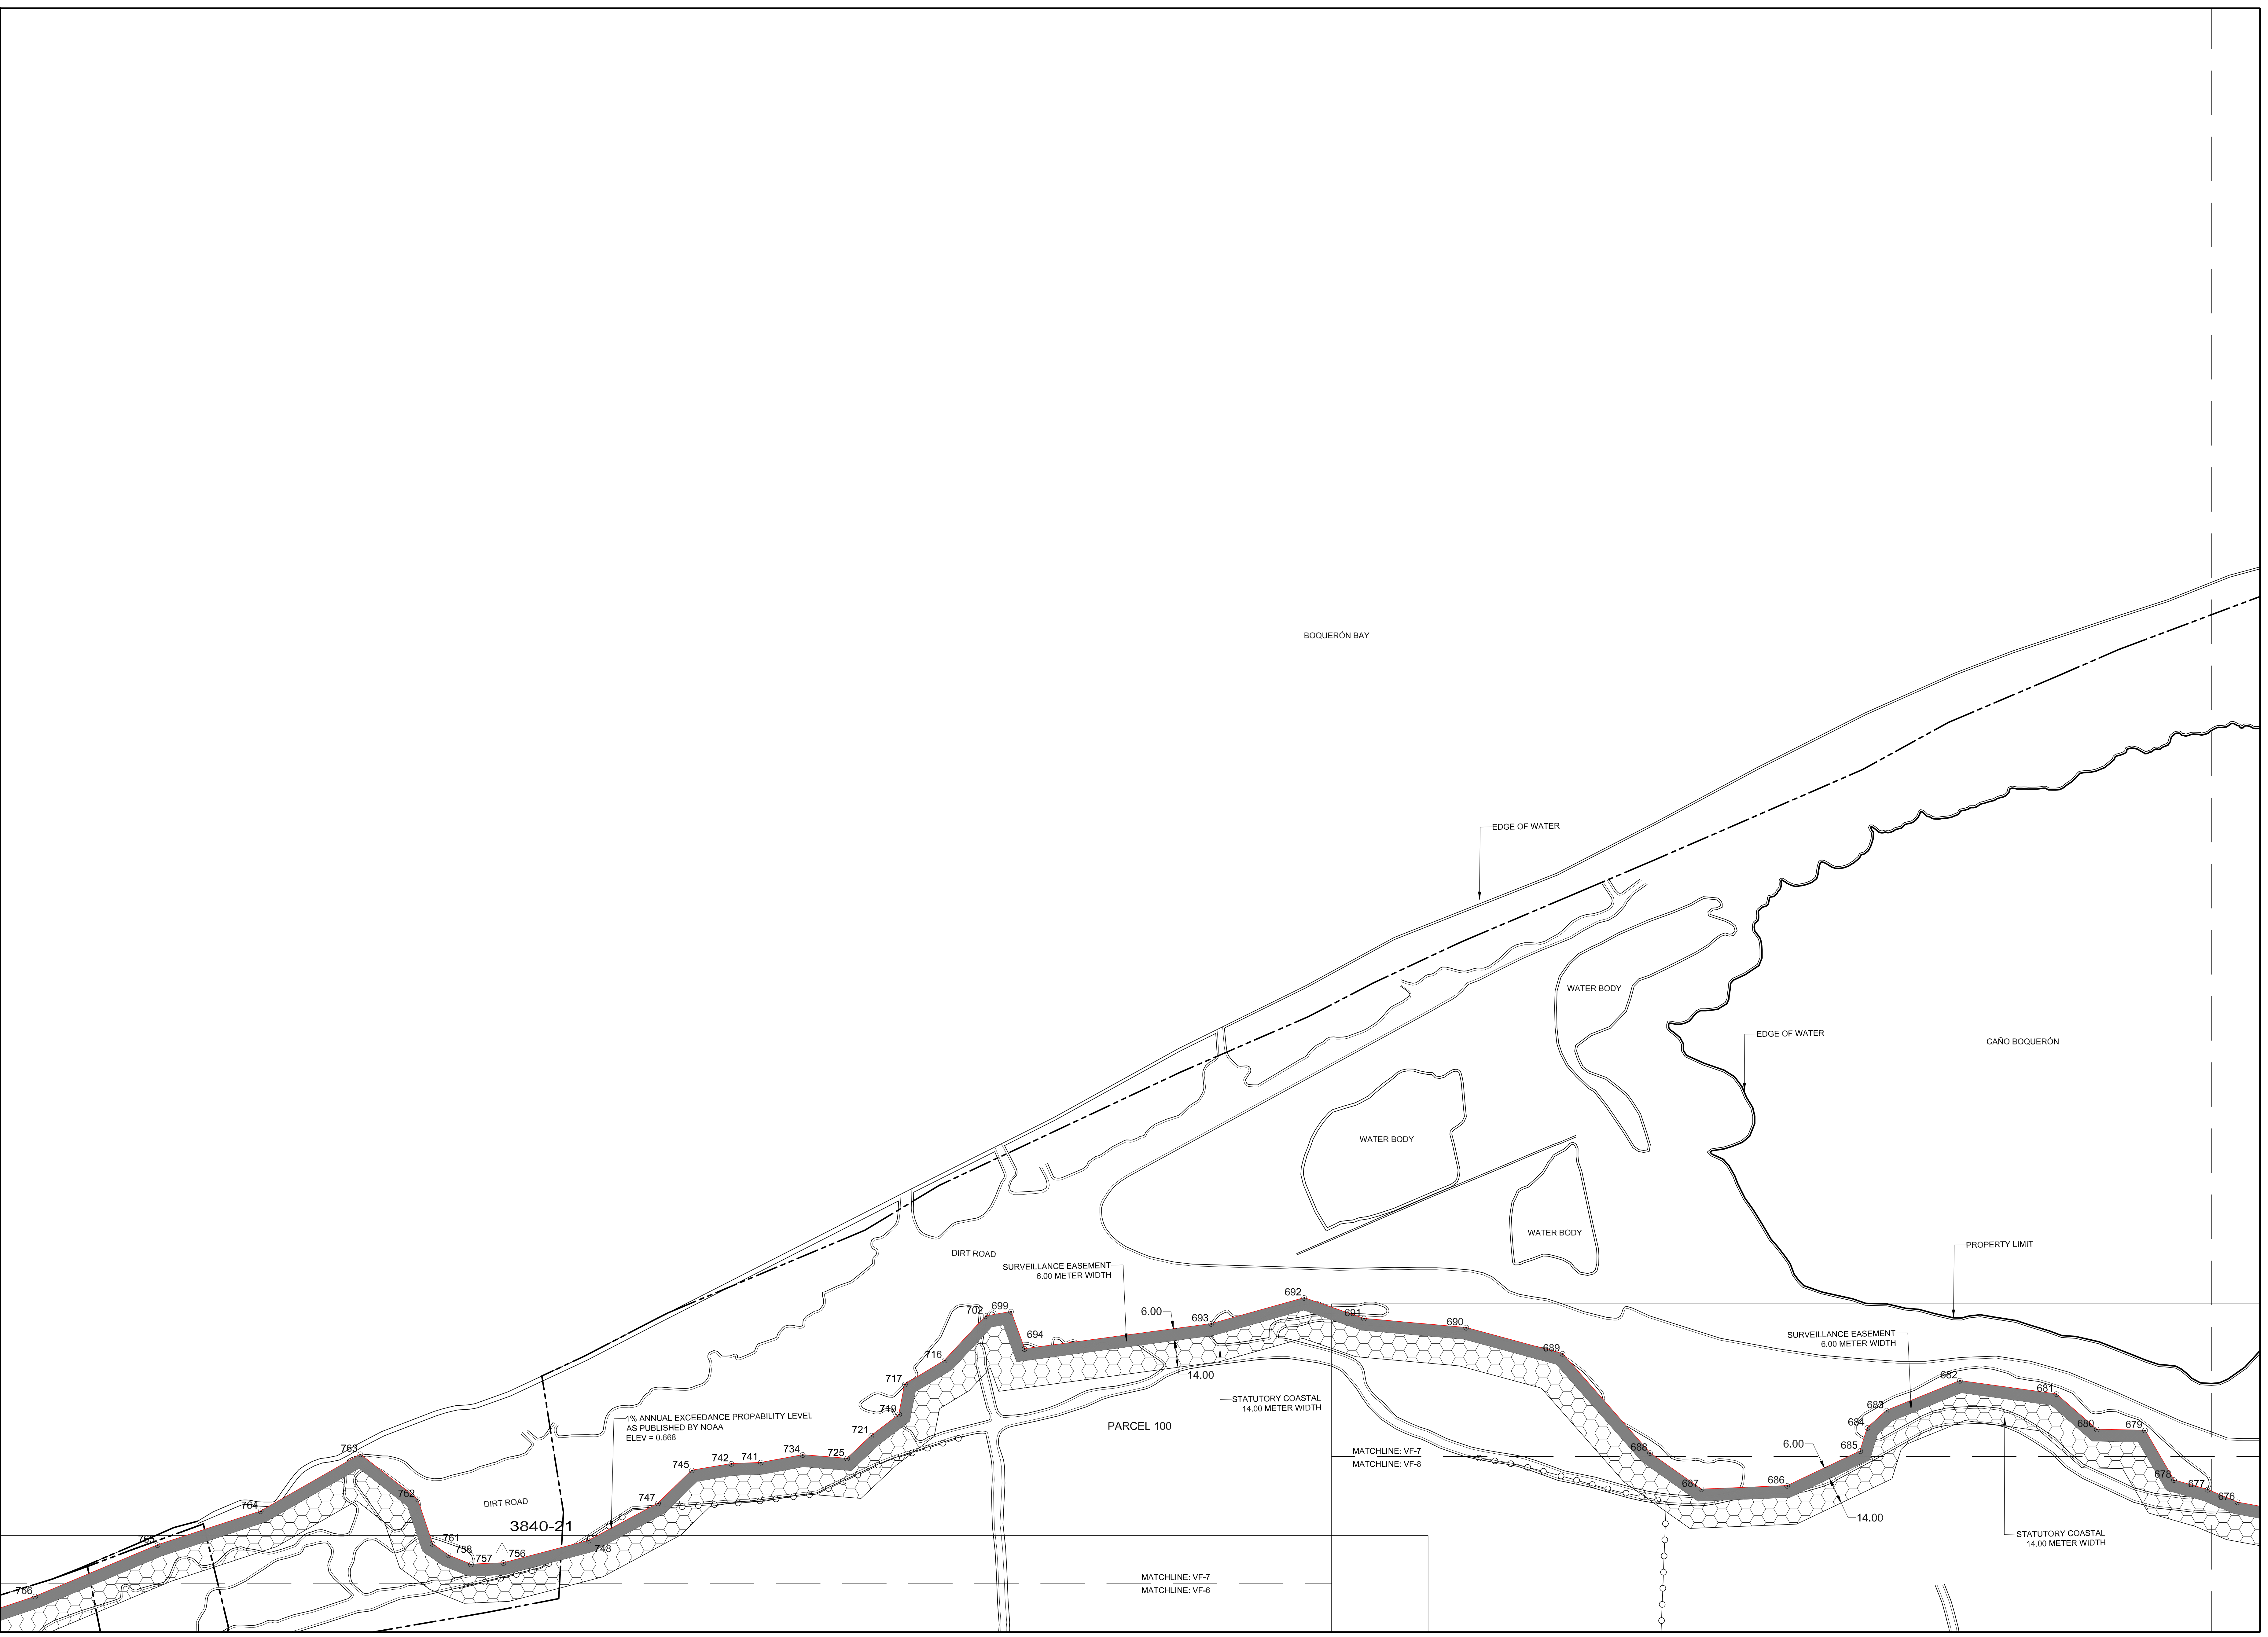 BOQUERÓN BAY
EDGE OF WATER
WATER BODY
EDGE OF WATER
CAÑO BOQUERÓN
WATER BODY
WATER BODY
PROPERTY LIMIT
DIRT ROAD
SURVEILLANCE EASEMENT
6.00 METER WIDTH
692
702
699
6.00
693
691
690
694
689
SURVEILLANCE EASEMENT
6.00 METER WIDTH
716
14.00
717
682
681
STATUTORY COASTAL
14.00 METER WIDTH
683
719
684
680
679
1% ANNUAL EXCEEDANCE PROPABILITY LEVEL
AS PUBLISHED BY NOAA
ELEV = 0.668
PARCEL 100
721
763
734
725
742
741
745
688
685
6.00
MATCHLINE: VF-7
MATCHLINE: VF-8
678
677
676
687
686
762
747
764
DIRT ROAD
3840-21
14.00
STATUTORY COASTAL
14.00 METER WIDTH
765
761
758
757
756
748
766
MATCHLINE: VF-7
MATCHLINE: VF-6